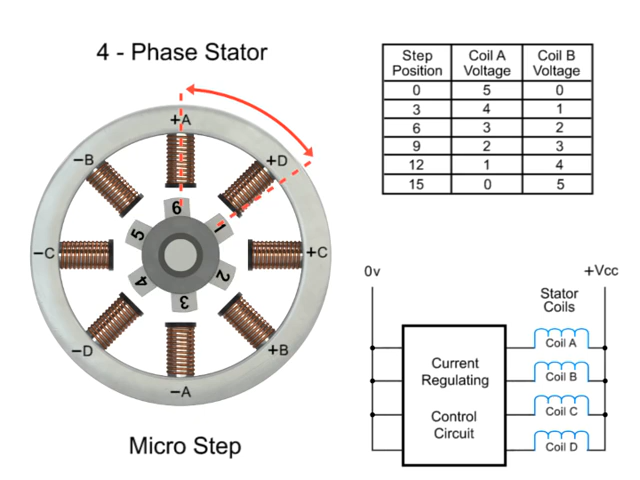 4 - Phase Stator
+A
-B
+D
-C
+C
-D
+B
-A
6
1
5
2
4
3
Micro Step
Step Position Coil A Voltage Coil B Voltage
0 5 0
3 4 1
6 3 2
9 2 3
12 1 4
15 0 5
0v
+Vcc
Stator
Coils
Current
Regulating
Control
Circuit
Coil A
Coil B
Coil C
Coil D